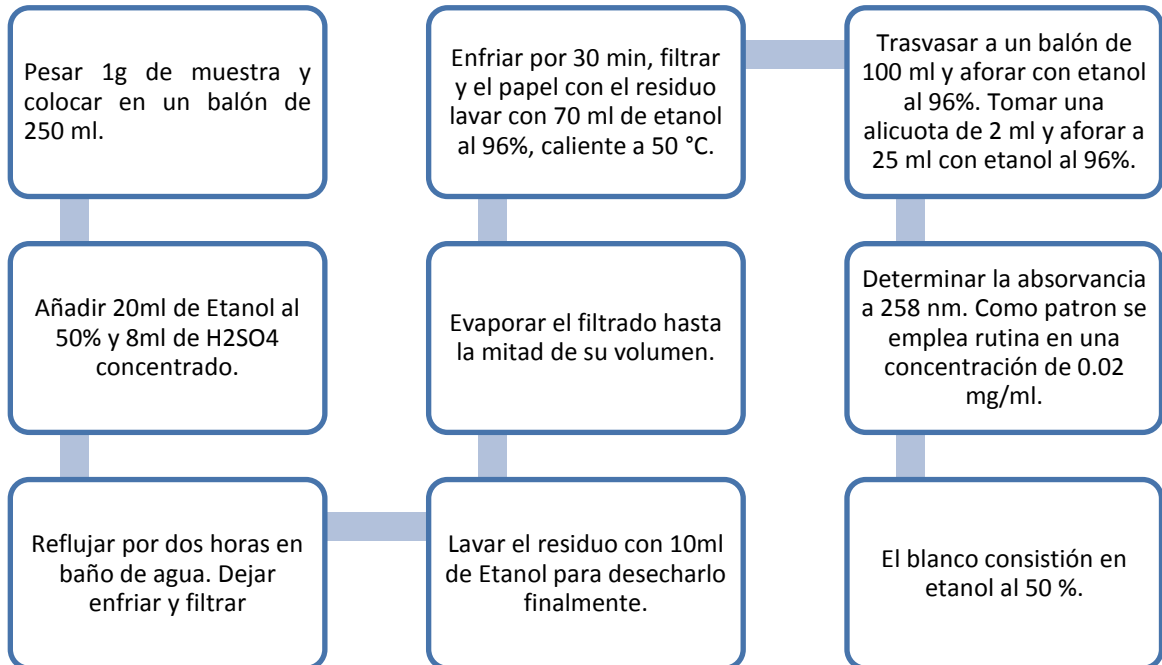 Pesar 1g de muestra y
colocar en un balón de
250 ml.
Añadir 20ml de Etanol al
50% y 8ml de H2SO4
concentrado.
Reflujar por dos horas en
baño de agua. Dejar
enfriar y filtrar
Lavar el residuo con 10ml
de Etanol para desecharlo
finalmente.
Evaporar el filtrado hasta
la mitad de su volumen.
Enfriar por 30 min, filtrar
y el papel con el residuo
lavar con 70 ml de etanol
al 96%, caliente a 50 °C.
Trasvasar a un balón de
100 ml y aforar con etanol
al 96%. Tomar una
alicuota de 2 ml y aforar a
25 ml con etanol al 96%.
Determinar la absorvancia
a 258 nm. Como patron se
emplea rutina en una
concentración de 0.02
mg/ml.
El blanco consistión en
etanol al 50 %.